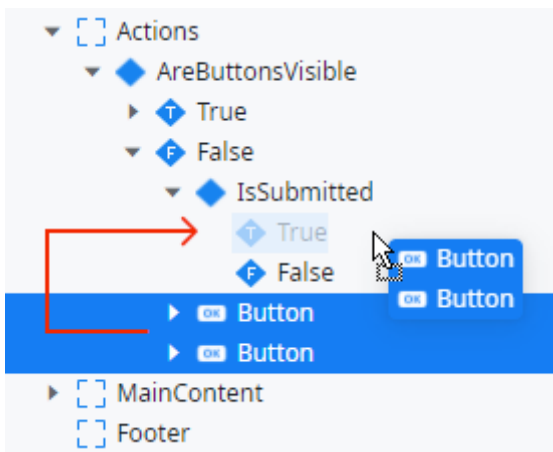 Actions
AreButtonsVisible
T True
F False
IsSubmitted
T True
OK Button
F False
OK Button
OK Button
OK Button
MainContent
Footer